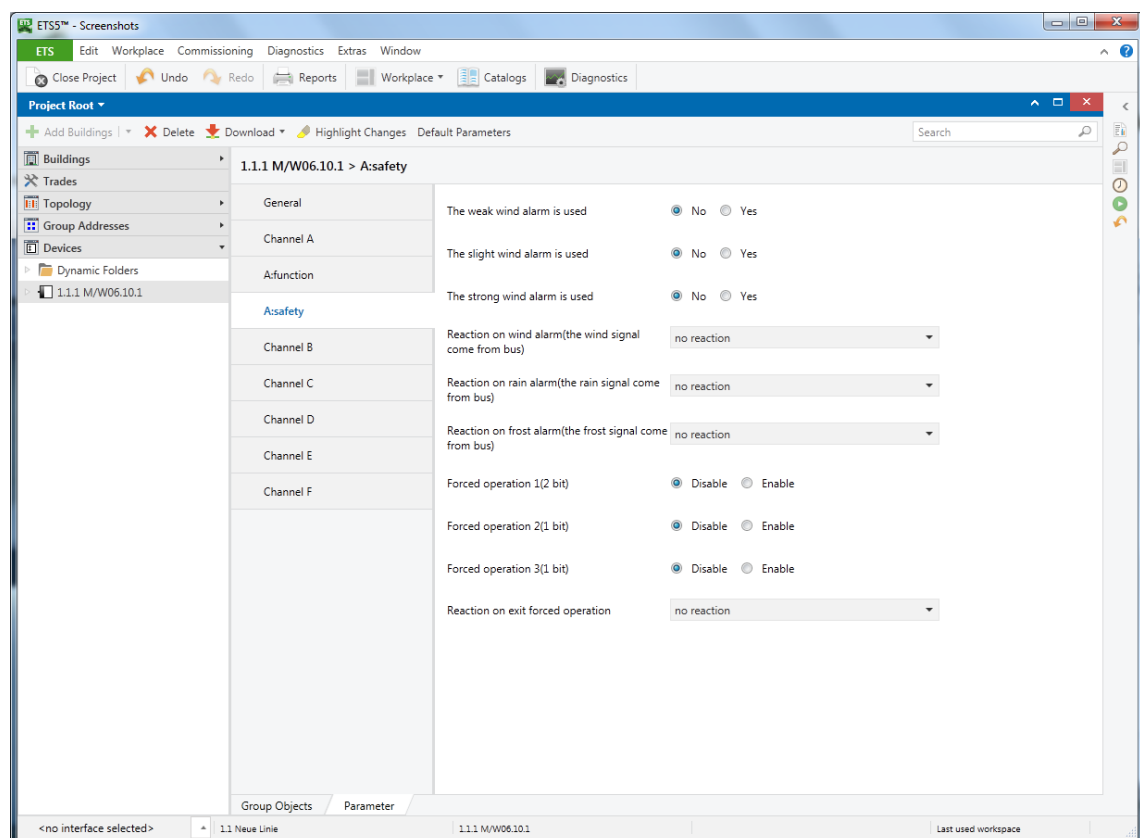 ETS5™ - Screenshots
ETS Edit Workplace Commissioning Diagnostics Extras Window
Close Project Undo Redo Reports Workplace Catalogs Diagnostics
Project Root
Add Buildings Delete Download Highlight Changes Default Parameters Search
Buildings
Trades
Topology
Group Addresses
Devices
Dynamic Folders
1.1.1 M/W06.10.1
1.1.1 M/W06.10.1 > A:safety
General
Channel A
A:function
A:safety
Channel B
Channel C
Channel D
Channel E
Channel F
The weak wind alarm is used No Yes
The slight wind alarm is used No Yes
The strong wind alarm is used No Yes
Reaction on wind alarm(the wind signal
come from bus)
no reaction
Reaction on rain alarm(the rain signal come
from bus)
no reaction
Reaction on frost alarm(the frost signal come
from bus)
no reaction
Forced operation 1(2 bit) Disable Enable
Forced operation 2(1 bit) Disable Enable
Forced operation 3(1 bit) Disable Enable
Reaction on exit forced operation no reaction
Group Objects Parameter
<no interface selected> 1.1 Neue Linie 1.1.1 M/W06.10.1 Last used workspace